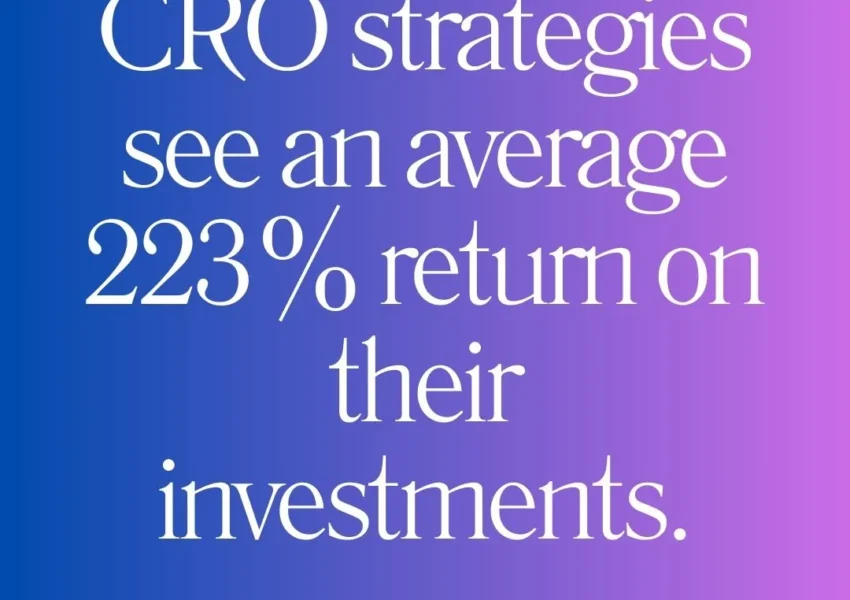 CRO strategies
see an average
223% return on
their
investments.